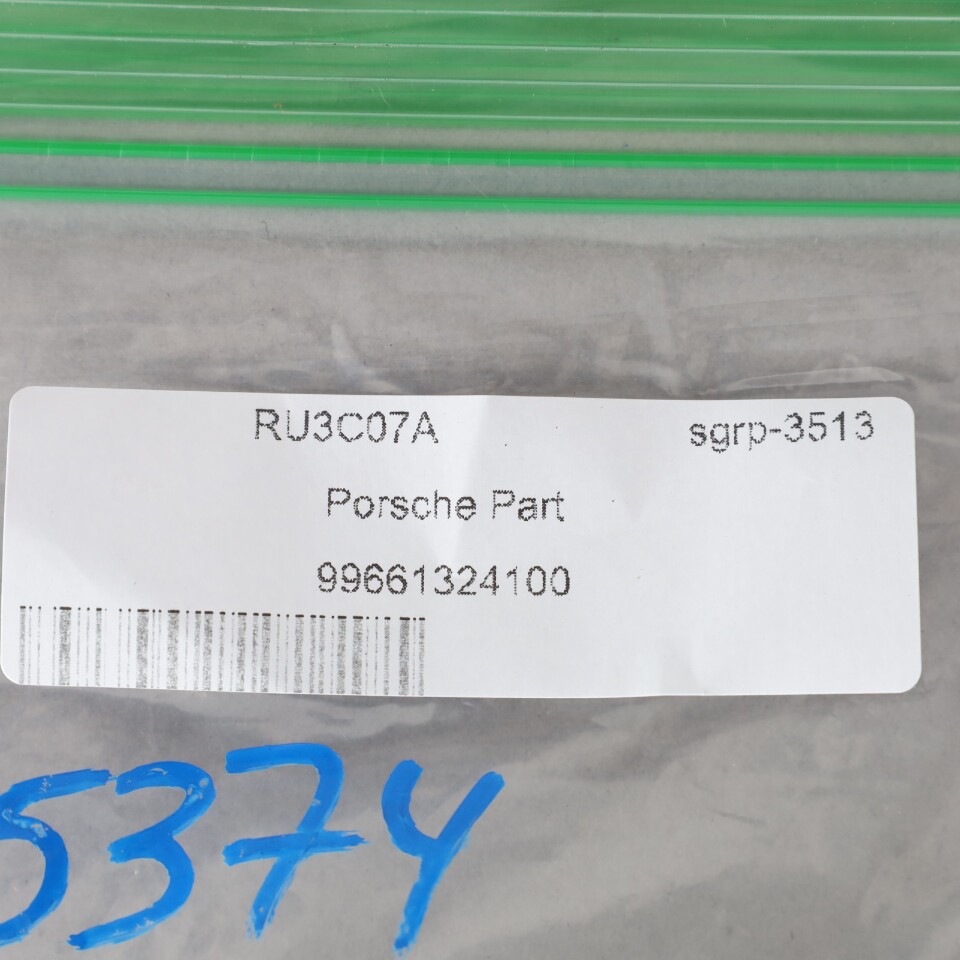 RU3C07A sgrp-3513
Porsche Part
99661324100
5374